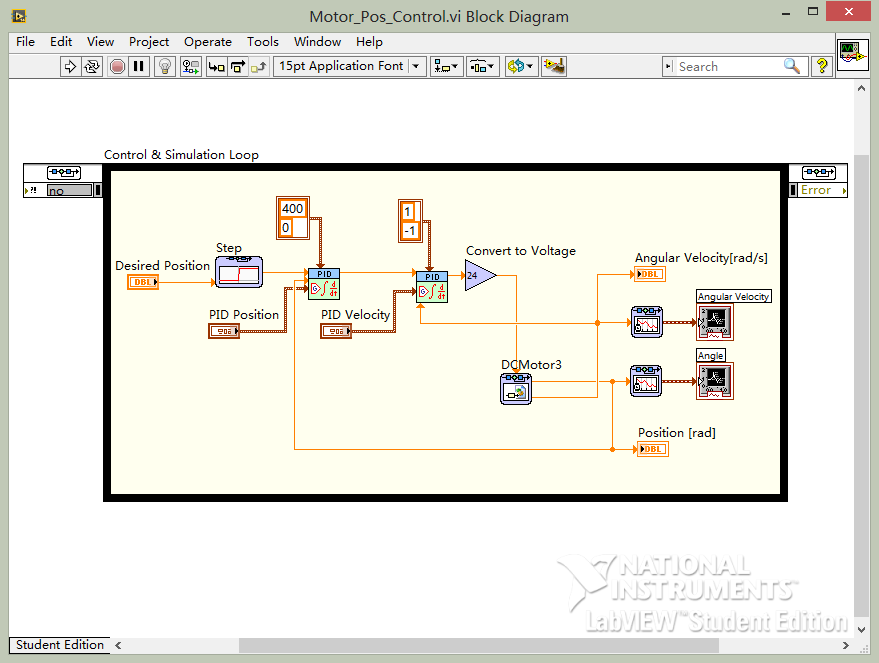 Motor_Pos_Control.vi Block Diagram
File Edit View Project Operate Tools Window Help
15pt Application Font
Search
?
Control & Simulation Loop
?! no
Error
400
0
1
-1
Step
Convert to Voltage
Desired Position
DBL
PID
PID
24
Angular Velocity[rad/s]
DBL
PID Position
PID Velocity
Angular Velocity
Angle
DCMotor3
Position [rad]
DBL
NATIONAL
INSTRUMENTS™
LabVIEW™ Student Edition
Student Edition